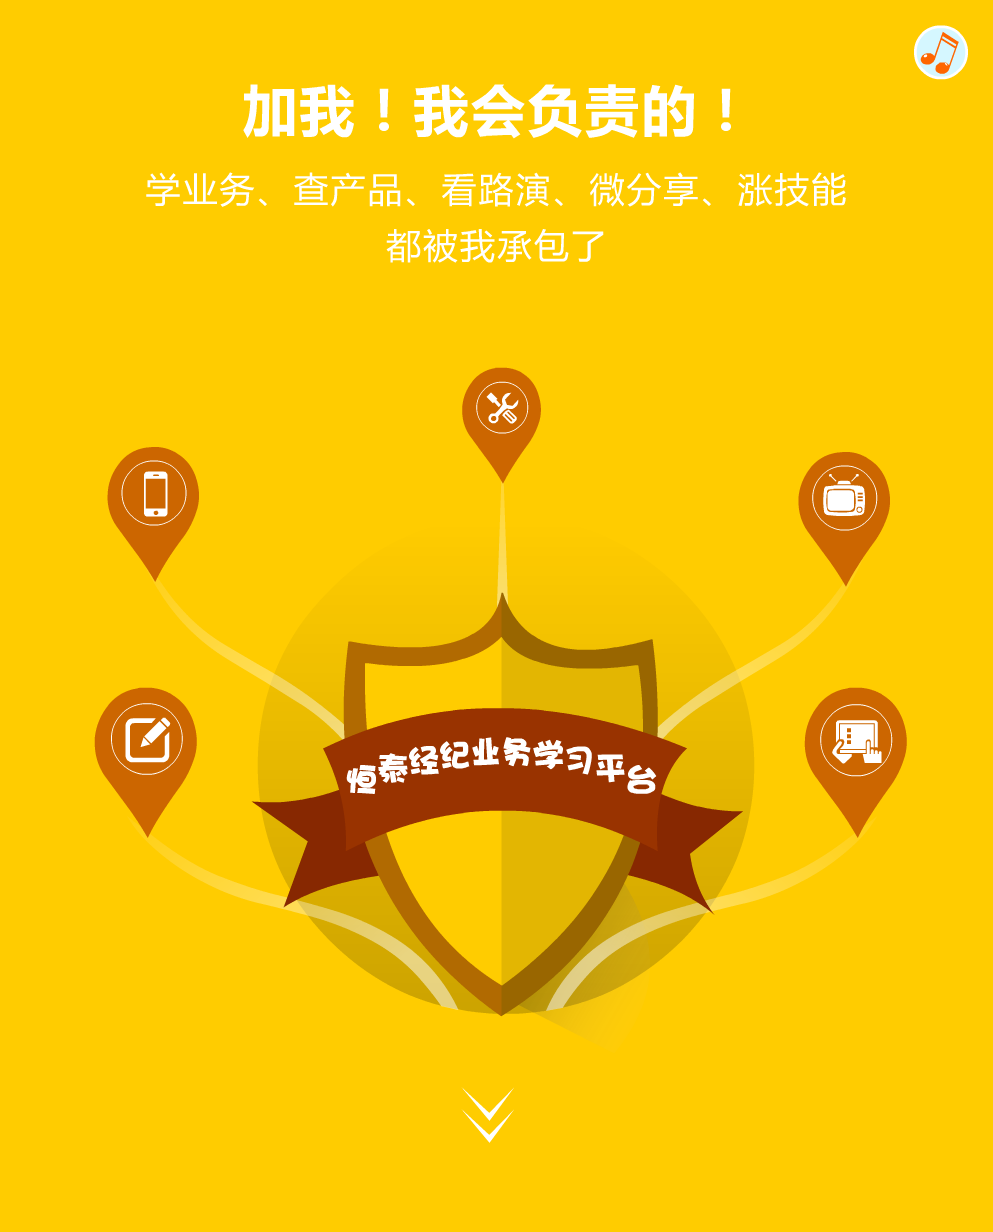 加我！我会负责的！
学业务、查产品、看路演、微分享、涨技能
都被我承包了
恒泰经纪业务学习平台